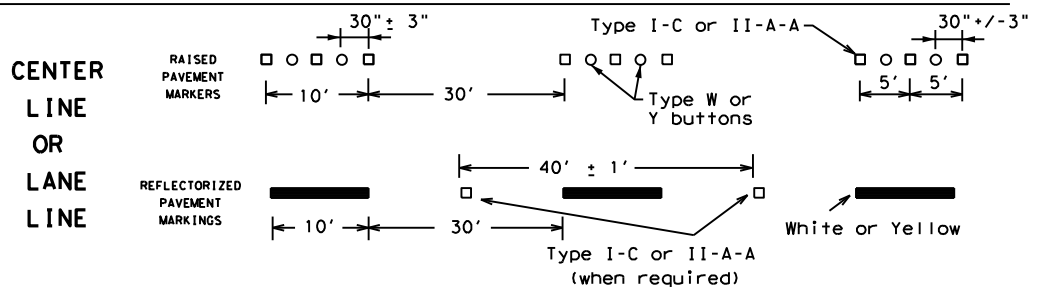 CENTER
LINE
OR
LANE
LINE
RAISED
PAVEMENT
MARKERS
30" ± 3"
10'
30'
Type I-C or II-A-A
Type W or
Y buttons
30"+/-3"
5'
5'
REFLECTORIZED
PAVEMENT
MARKINGS
10'
30'
40' ± 1'
Type I-C or II-A-A
(when required)
White or Yellow